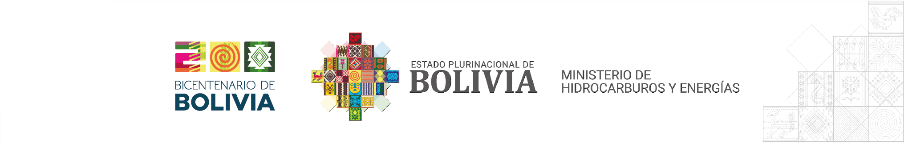 BICENTENARIO DE
BOLIVIA
ESTADO PLURINACIONAL DE
BOLIVIA
MINISTERIO DE
HIDROCARBUROS Y ENERGÍAS